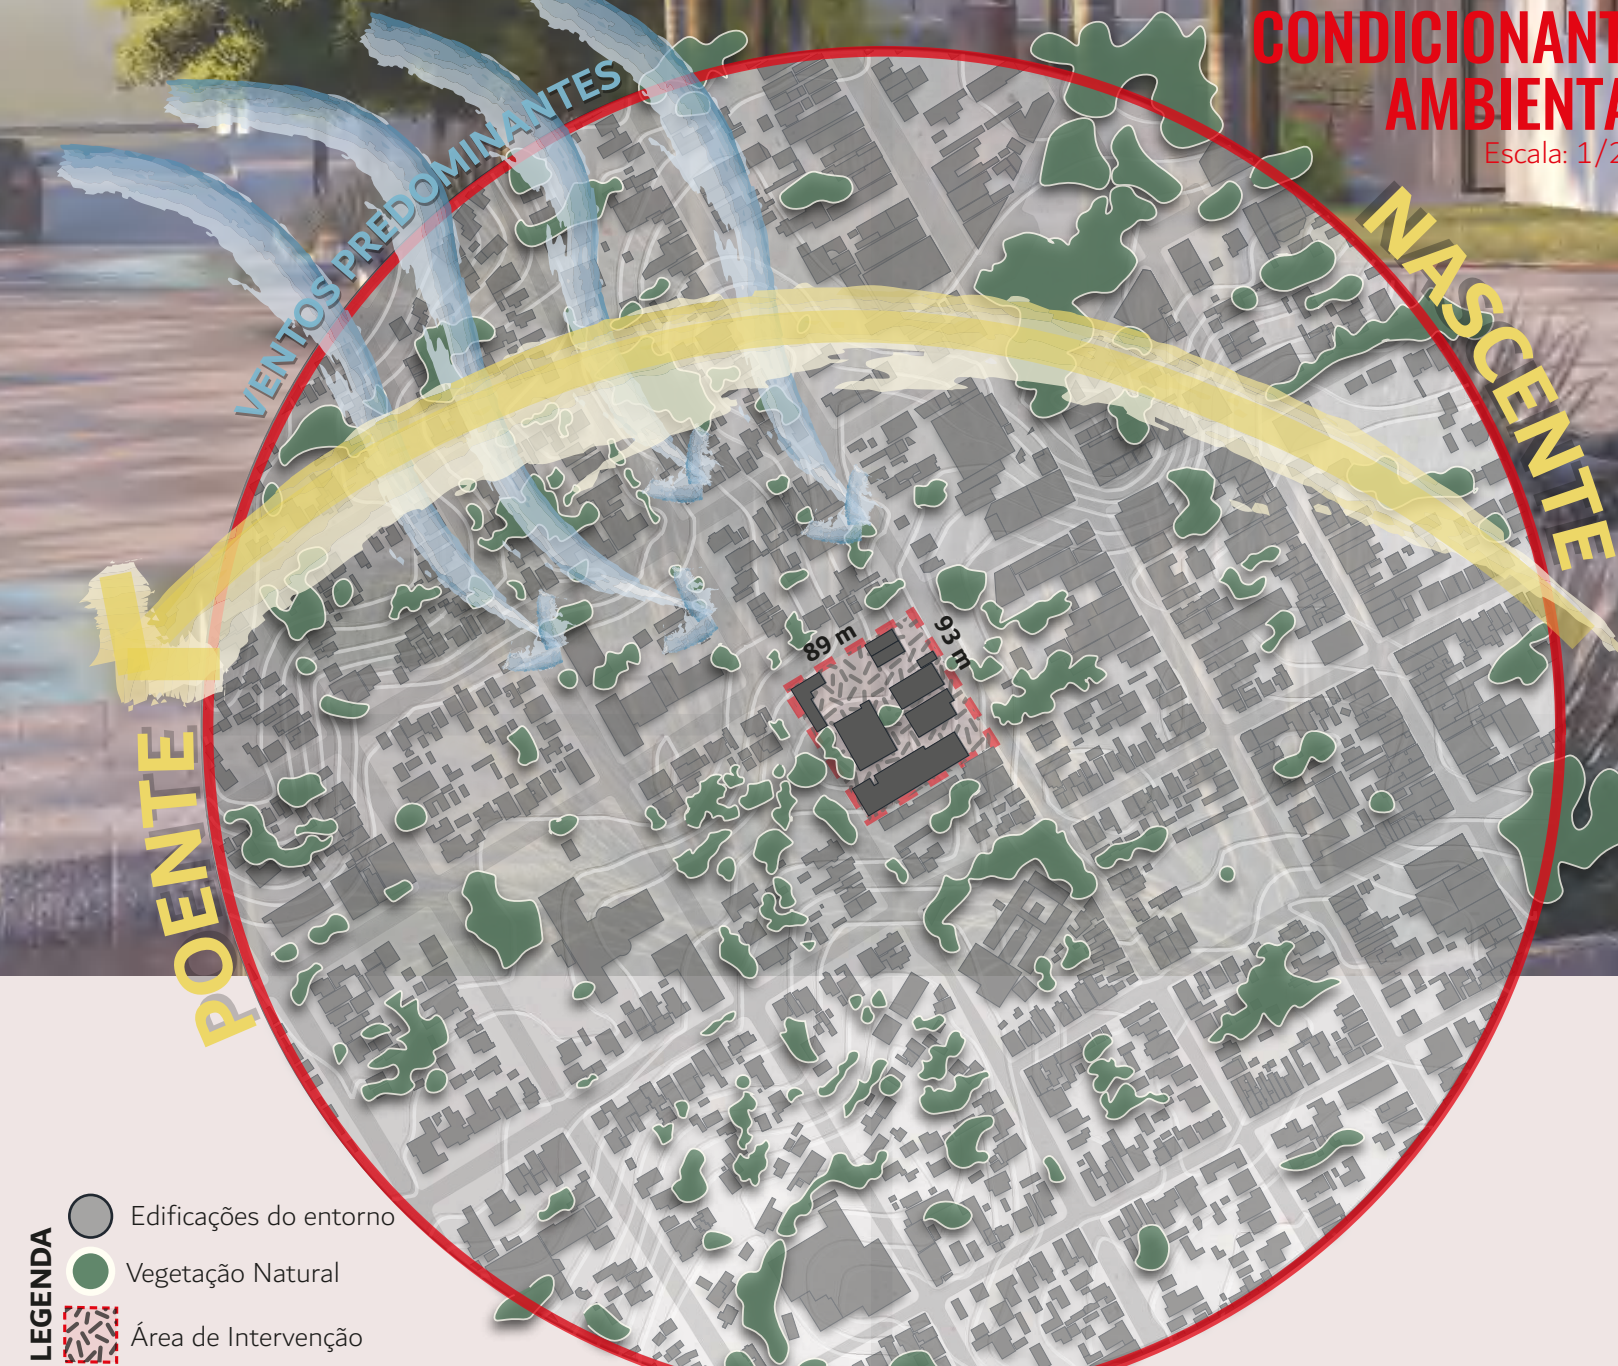 CONDICIONANT
AMBIENTA
Escala: 1/2
VENTOS PREDOMINANTES
NASCENTE
POENTE
89 m
93 m
LEGENDA
Edificações do entorno
Vegetação Natural
Área de Intervenção